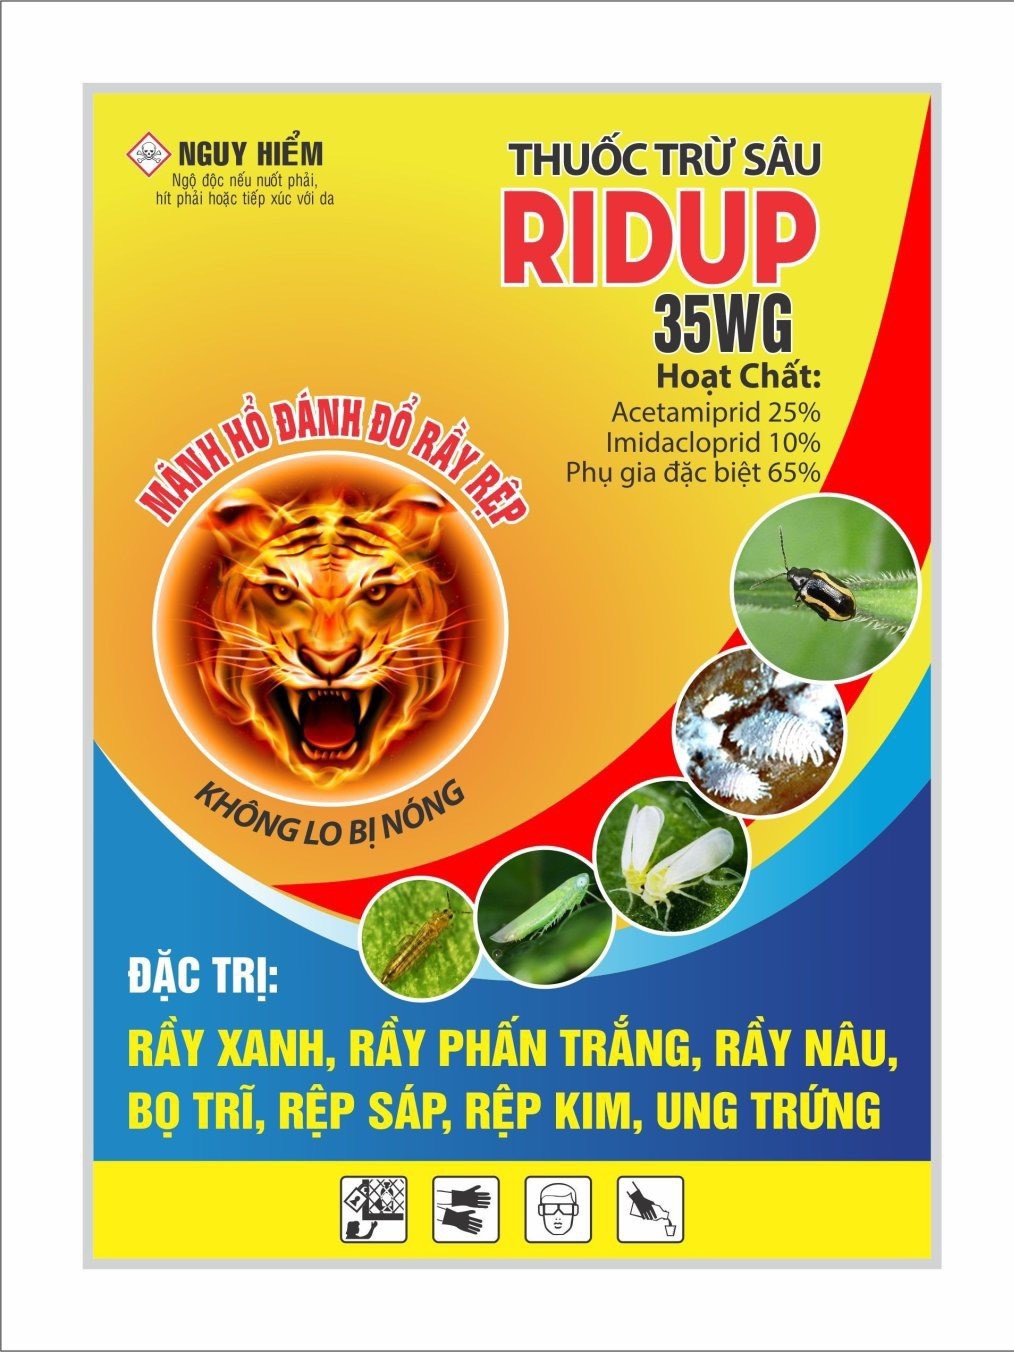 NGUY HIỂM
Ngộ độc nếu nuốt phải,
hít phải hoặc tiếp xúc với da
THUỐC TRỪ SÂU
RIDUP
35WG
Hoạt Chất:
Acetamiprid 25%
Imidacloprid 10%
Phụ gia đặc biệt 65%
MÃNH HỔ ĐÁNH ĐỔ RẦY RỆP
KHÔNG LO BỊ NÓNG
ĐẶC TRỊ:
RẦY XANH, RẦY PHẤN TRẮNG, RẦY NÂU,
BỌ TRĨ, RỆP SÁP, RỆP KIM, UNG TRỨNG